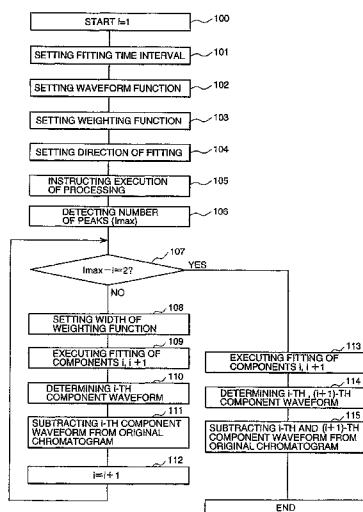 START i=1
100
SETTING FITTING TIME INTERVAL
101
SETTING WAVEFORM FUNCTION
102
SETTING WEIGHTING FUNCTION
103
SETTING DIRECTION OF FITTING
104
INSTRUCTING EXECUTION
OF PROCESSING
105
DETECTING NUMBER
OF PEAKS (Imax)
106
107
Imax-i=2?
YES
NO
108
SETTING WIDTH OF
WEIGHTING FUNCTION
109
EXECUTING FITTING OF
COMPONENTS i, i+1
110
DETERMINING i-TH
COMPONENT WAVEFORM
111
SUBTRACTING i-TH COMPONENT
WAVEFORM FROM ORIGINAL
CHROMATOGRAM
112
i=i+1
113
EXECUTING FITTING OF
COMPONENTS i, i+1
114
DETERMINING i-TH, (i+1)-TH
COMPONENT WAVEFORM
115
SUBTRACTING i-TH AND (i+1)-TH
COMPONENT WAVEFORM FROM
ORIGINAL CHROMATOGRAM
END